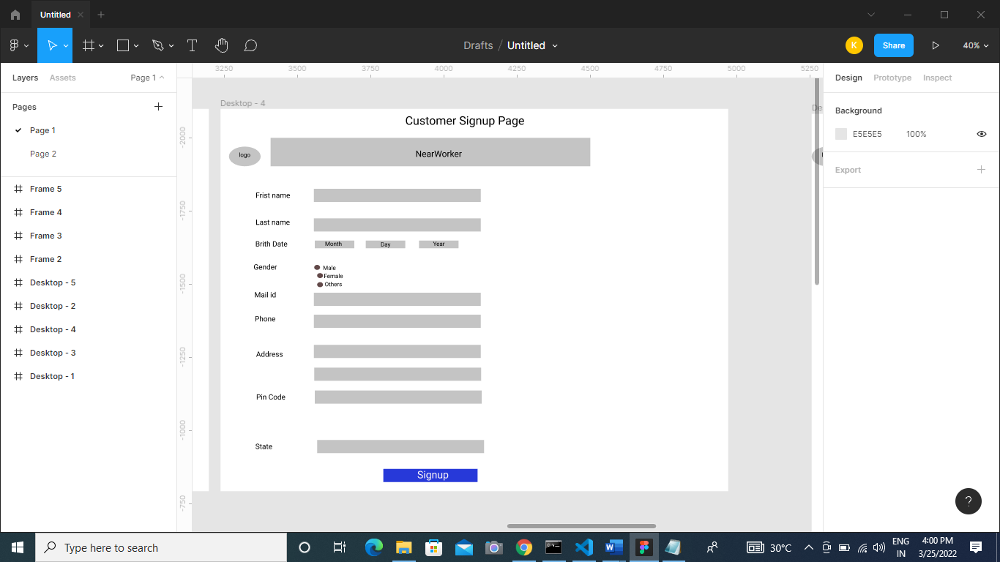 Untitled
Drafts / Untitled
K
Share
40%
Layers Assets Page 1
3250 3500 3750 4000 4250 4500 4750 5000 5250
Design Prototype Inspect
Pages
Page 1
Page 2
Frame 5
Frame 4
Frame 3
Frame 2
Desktop - 5
Desktop - 2
Desktop - 4
Desktop - 3
Desktop - 1
-2000
-1750
-1500
-1250
-1000
-750
Desktop - 4
De
Customer Signup Page
logo
NearWorker
Frist name
Last name
Brith Date Month Day Year
Gender Male
Female
Others
Mail id
Phone
Address
Pin Code
State
Signup
Background
E5E5E5 100%
Export
?
Type here to search
30°C
ENG
IN
4:00 PM
3/25/2022